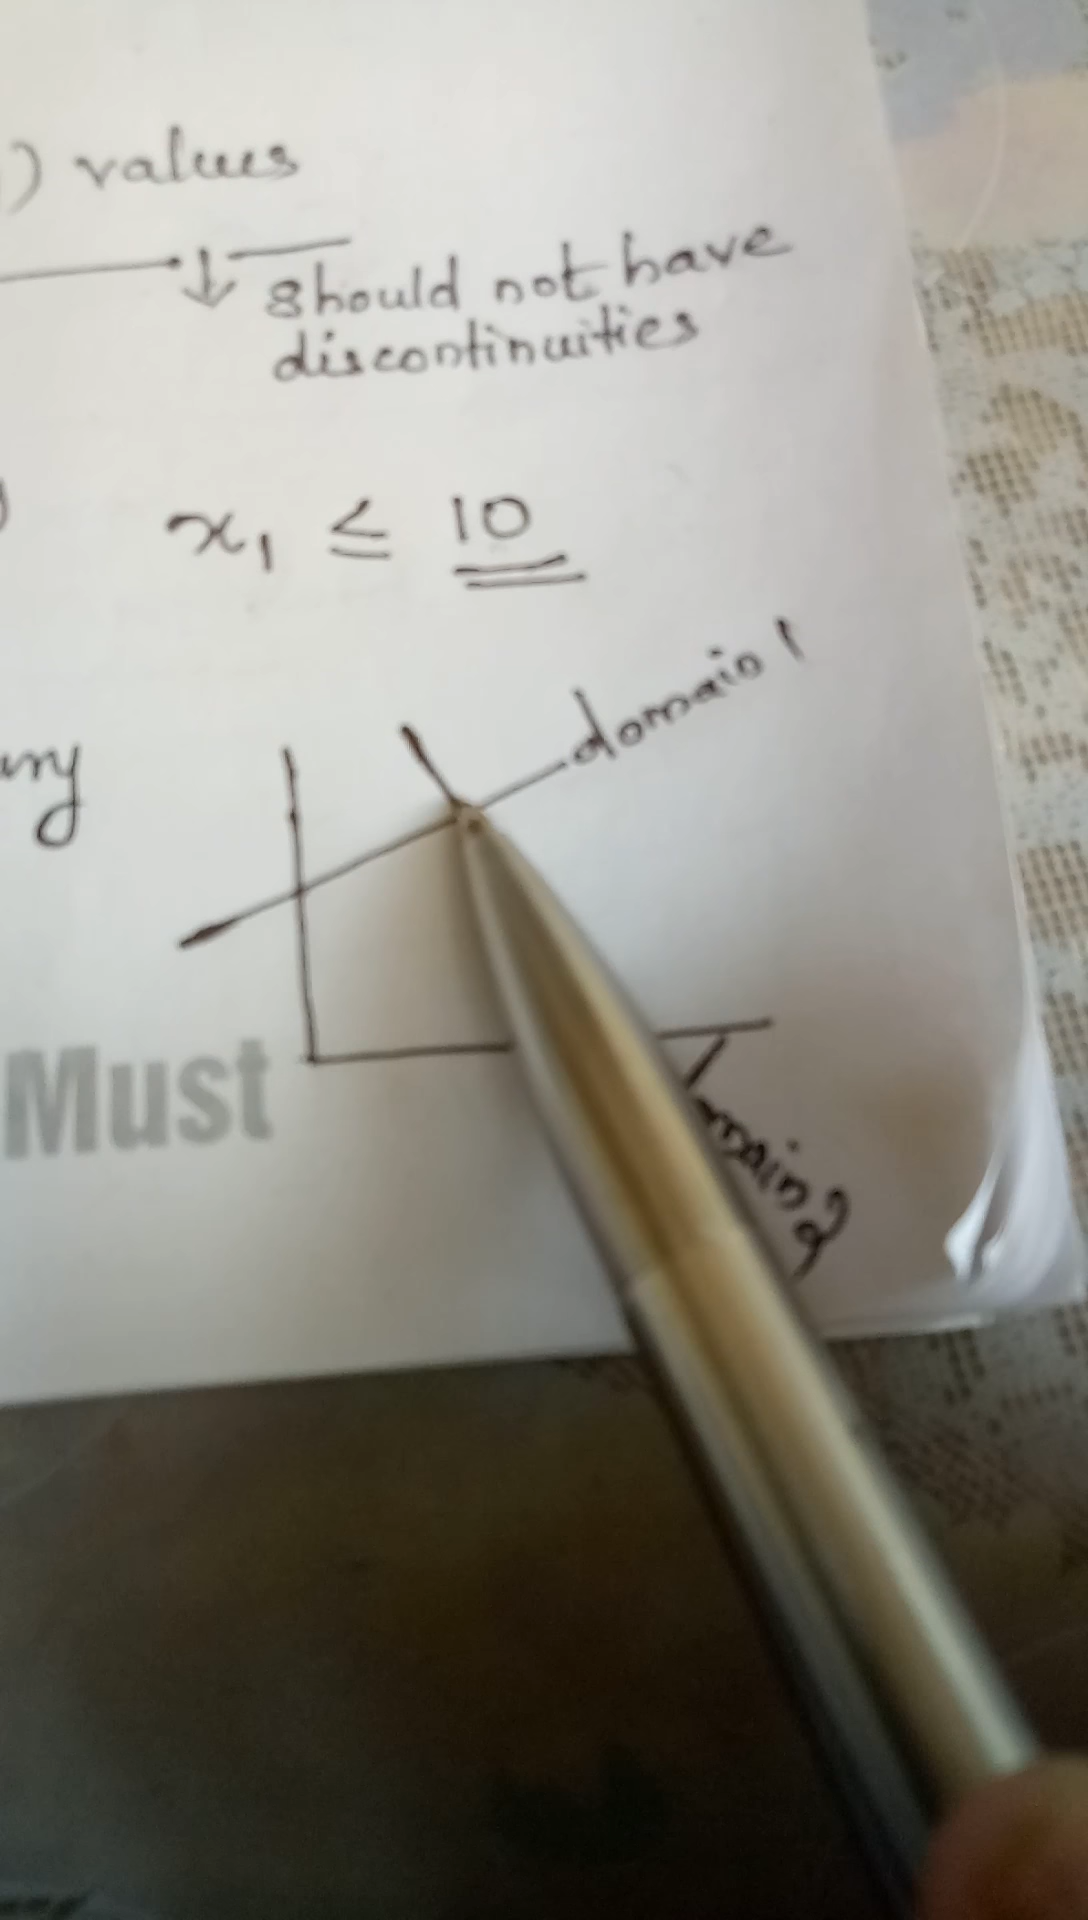 ) values
should not have
discontinuities
x₁ ≤ 10
domain 1
Must